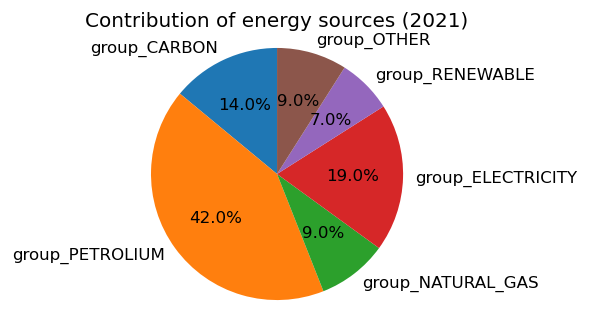 Contribution of energy sources (2021)
group_CARBON
group_OTHER
group_RENEWABLE
14.0%
9.0%
7.0%
group_ELECTRICITY
19.0%
42.0%
9.0%
group_PETROLIUM
group_NATURAL_GAS